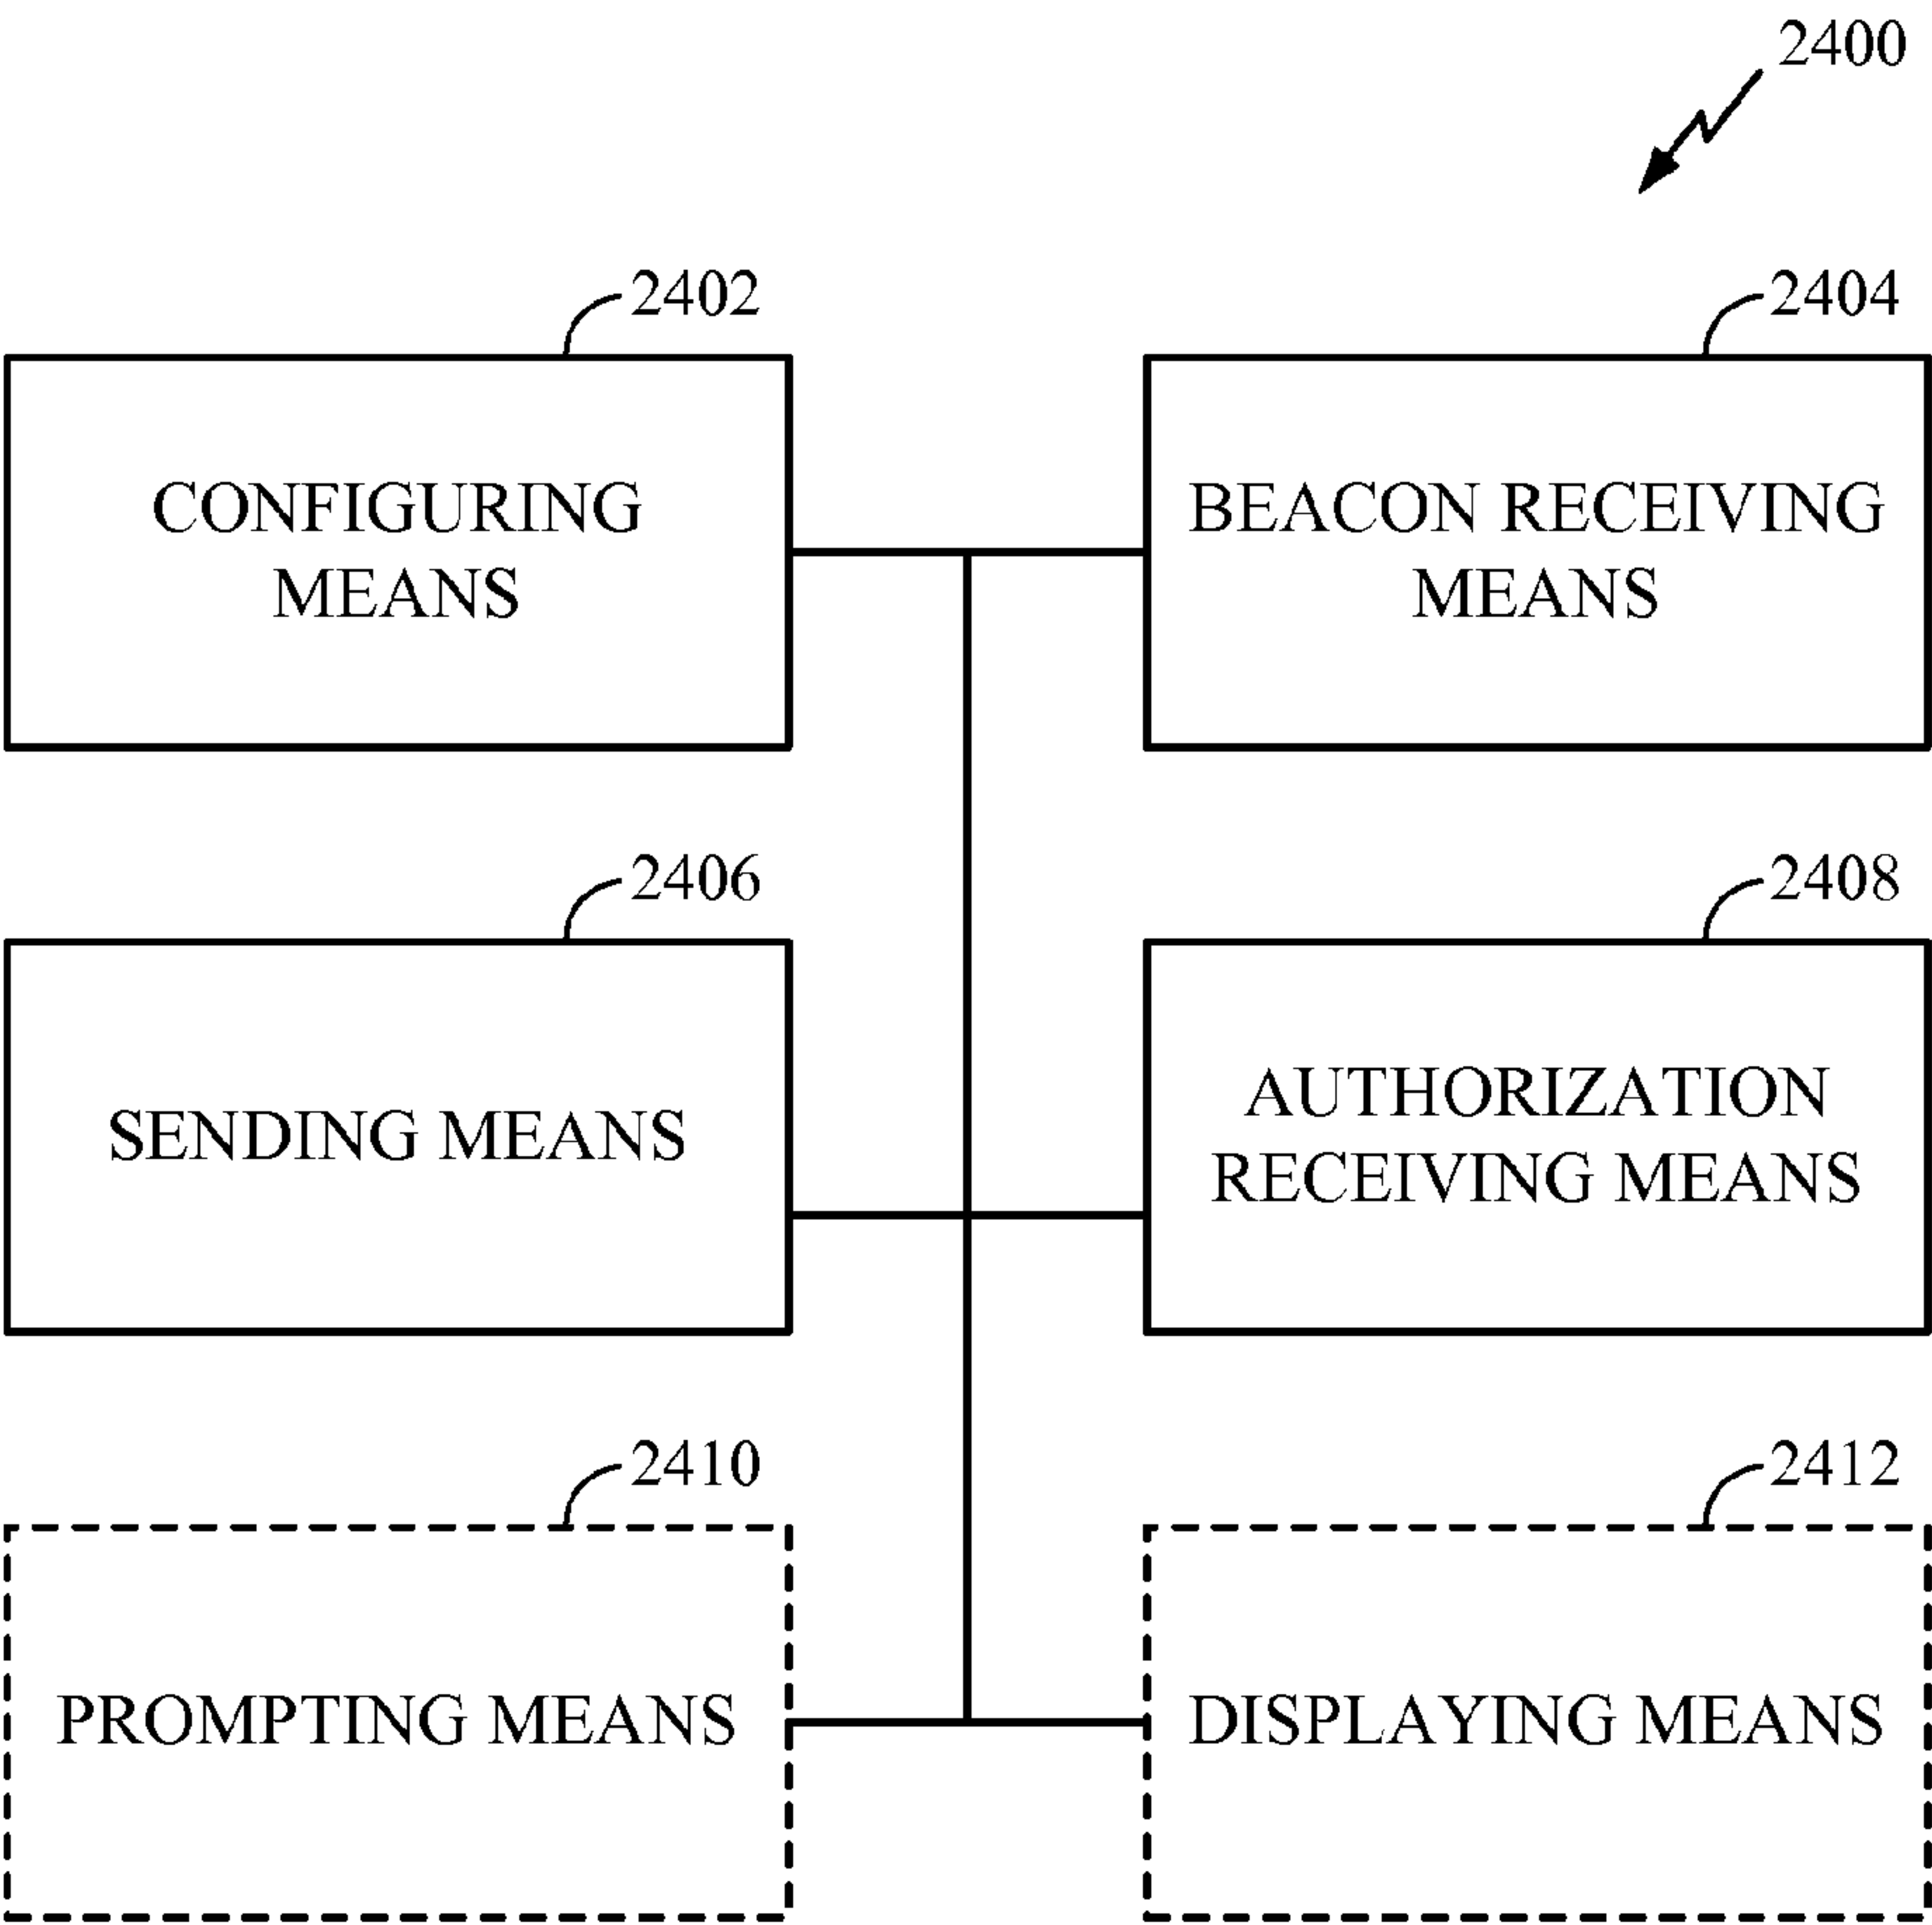 2400
2402
2404
CONFIGURING
MEANS
BEACON RECEIVING
MEANS
2406
2408
SENDING MEANS
AUTHORIZATION
RECEIVING MEANS
2410
2412
PROMPTING MEANS
DISPLAYING MEANS